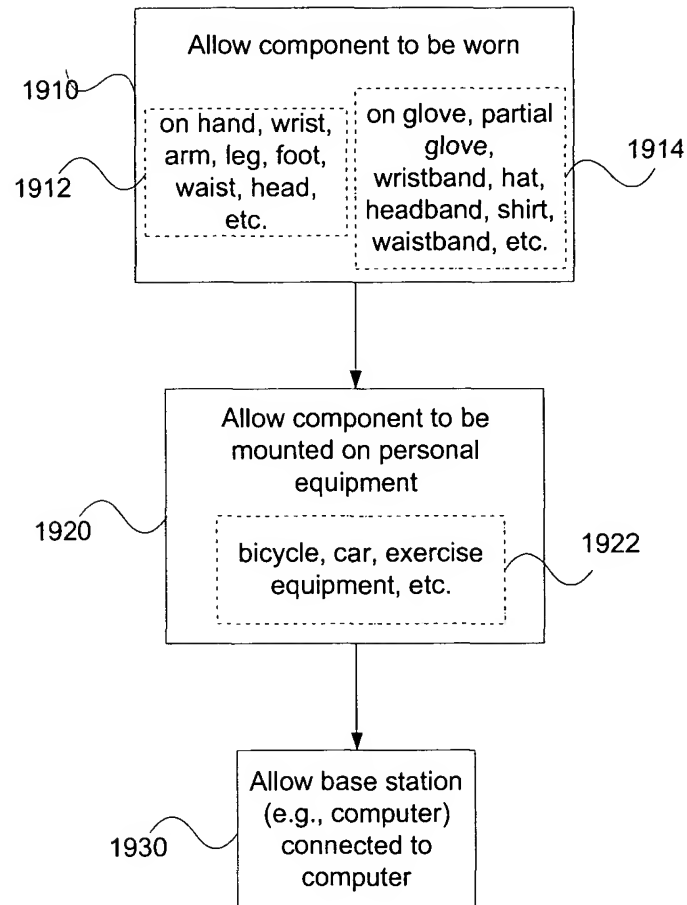 Allow component to be worn
1910
on hand, wrist,
arm, leg, foot,
waist, head,
etc.
1912
on glove, partial
glove,
wristband, hat,
headband, shirt,
waistband, etc.
1914
Allow component to be
mounted on personal
equipment
1920
bicycle, car, exercise
equipment, etc.
1922
Allow base station
(e.g., computer)
connected to
computer
1930